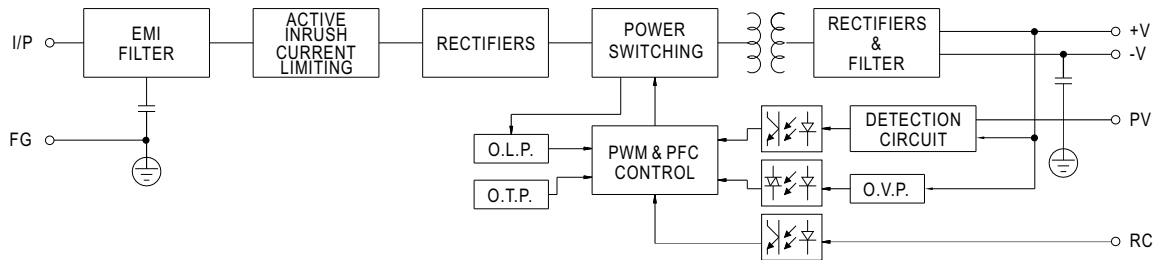 I/P
EMI
FILTER
ACTIVE
INRUSH
CURRENT
LIMITING
RECTIFIERS
POWER
SWITCHING
RECTIFIERS
&
FILTER
+V
-V
FG
O.L.P.
O.T.P.
PWM & PFC
CONTROL
DETECTION
CIRCUIT
PV
O.V.P.
RC